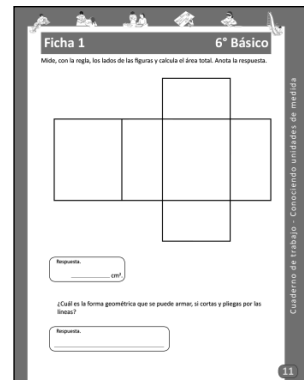 Ficha 1
6° Básico
Mide, con la regla, los lados de las figuras y calcula el área total. Anota la respuesta.
Respuesta.
cm².
¿Cuál es la forma geométrica que se puede armar, si cortas y pliegas por las
líneas?
Respuesta.
Cuaderno de trabajo - Conociendo unidades de medida
11